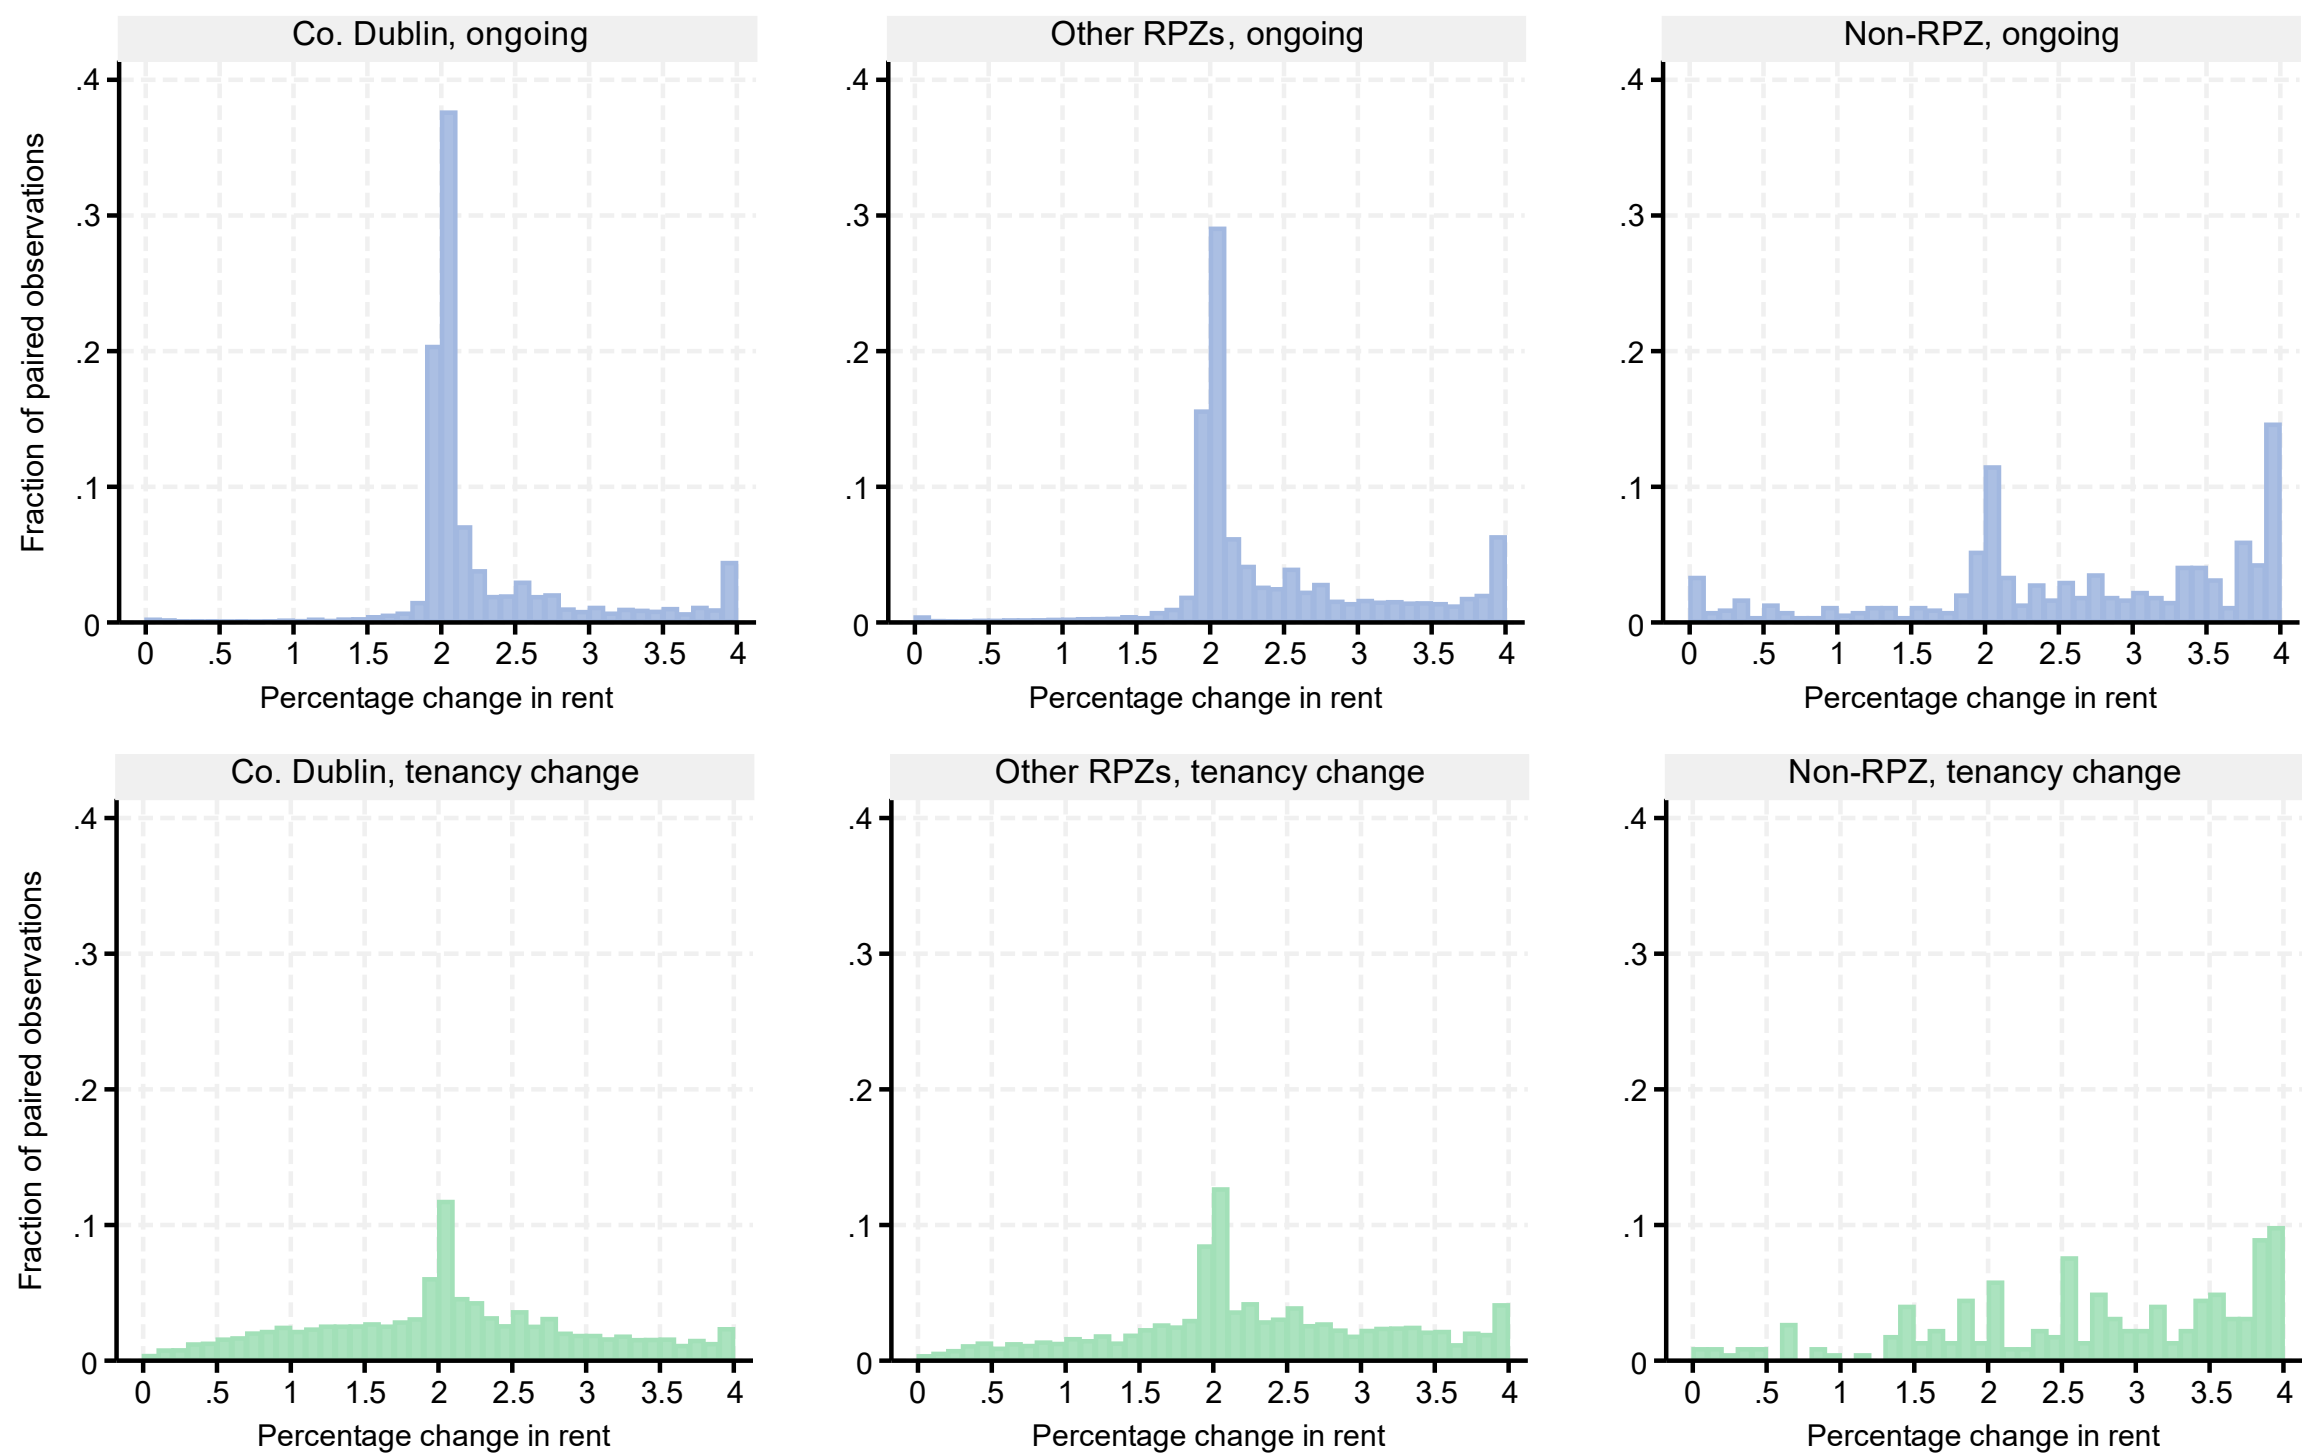 Co. Dublin, ongoing
Other RPZs, ongoing
Non-RPZ, ongoing
Fraction of paired observations
.4
.3
.2
.1
0
0 .5 1 1.5 2 2.5 3 3.5 4
Percentage change in rent
.4
.3
.2
.1
0
0 .5 1 1.5 2 2.5 3 3.5 4
Percentage change in rent
.4
.3
.2
.1
0
0 .5 1 1.5 2 2.5 3 3.5 4
Percentage change in rent
Co. Dublin, tenancy change
Other RPZs, tenancy change
Non-RPZ, tenancy change
Fraction of paired observations
.4
.3
.2
.1
0
0 .5 1 1.5 2 2.5 3 3.5 4
Percentage change in rent
.4
.3
.2
.1
0
0 .5 1 1.5 2 2.5 3 3.5 4
Percentage change in rent
.4
.3
.2
.1
0
0 .5 1 1.5 2 2.5 3 3.5 4
Percentage change in rent